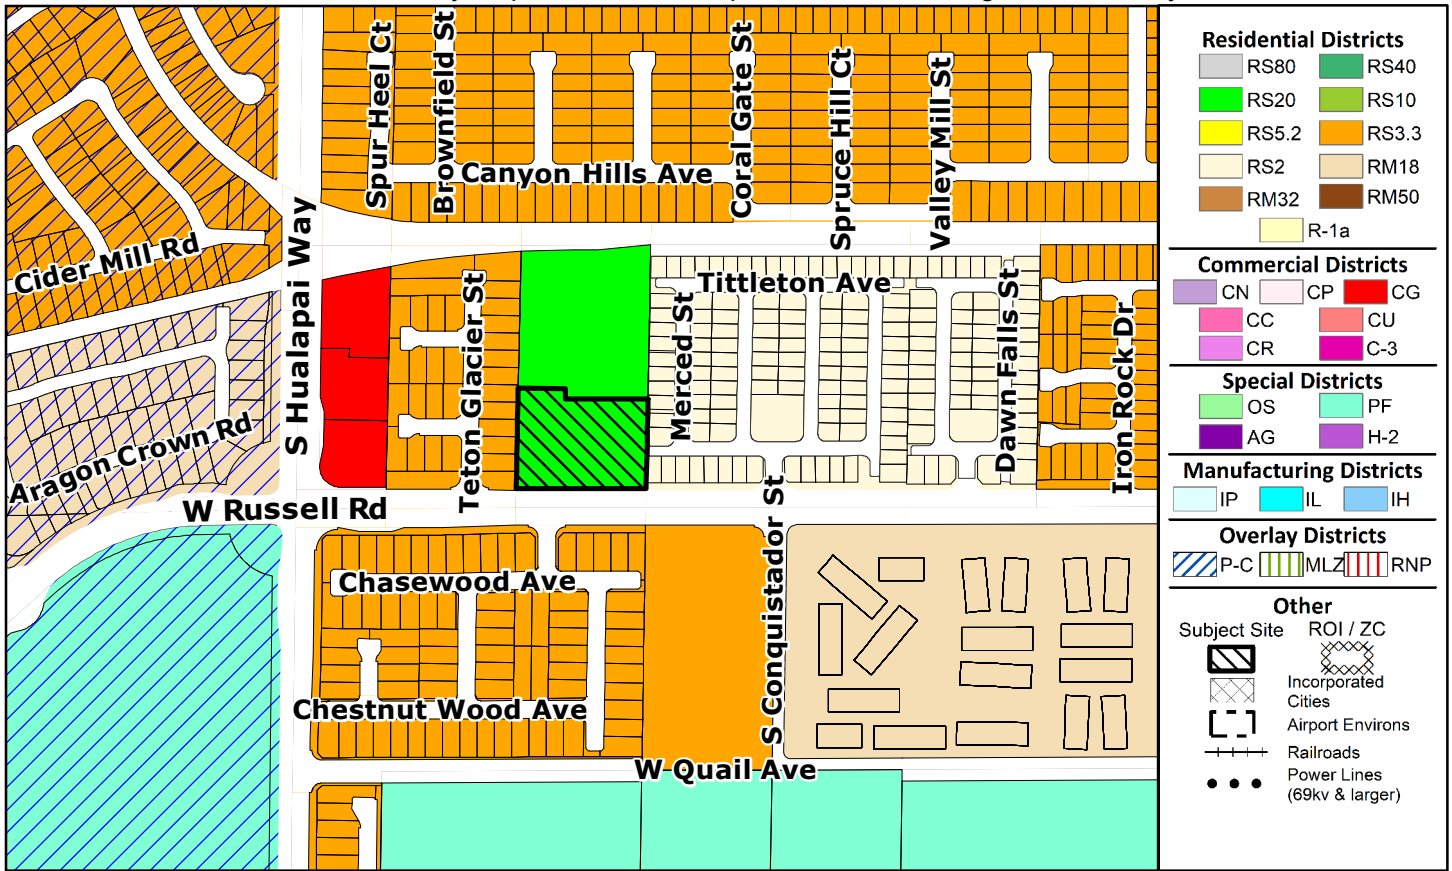 Spur Heel Ct
Brownfield St
Coral Gate St
Spruce Hill Ct
Valley Mill St
Canyon Hills Ave
S Hualapai Way
Cider Mill Rd
Tittleton Ave
Teton Glacier St
Merced St
Dawn Falls St
Iron Rock Dr
Aragon Crown Rd
W Russell Rd
S Conquistador St
Chasewood Ave
Chestnut Wood Ave
W Quail Ave
Residential Districts
RS80 RS40
RS20 RS10
RS5.2 RS3.3
RS2 RM18
RM32 RM50
R-1a
Commercial Districts
CN CP CG
CC CU
CR C-3
Special Districts
OS PF
AG H-2
Manufacturing Districts
IP IL IH
Overlay Districts
P-C MLZ RNP
Other
Subject Site ROI / ZC
Incorporated
Cities
Airport Environs
Railroads
Power Lines
(69kv & larger)